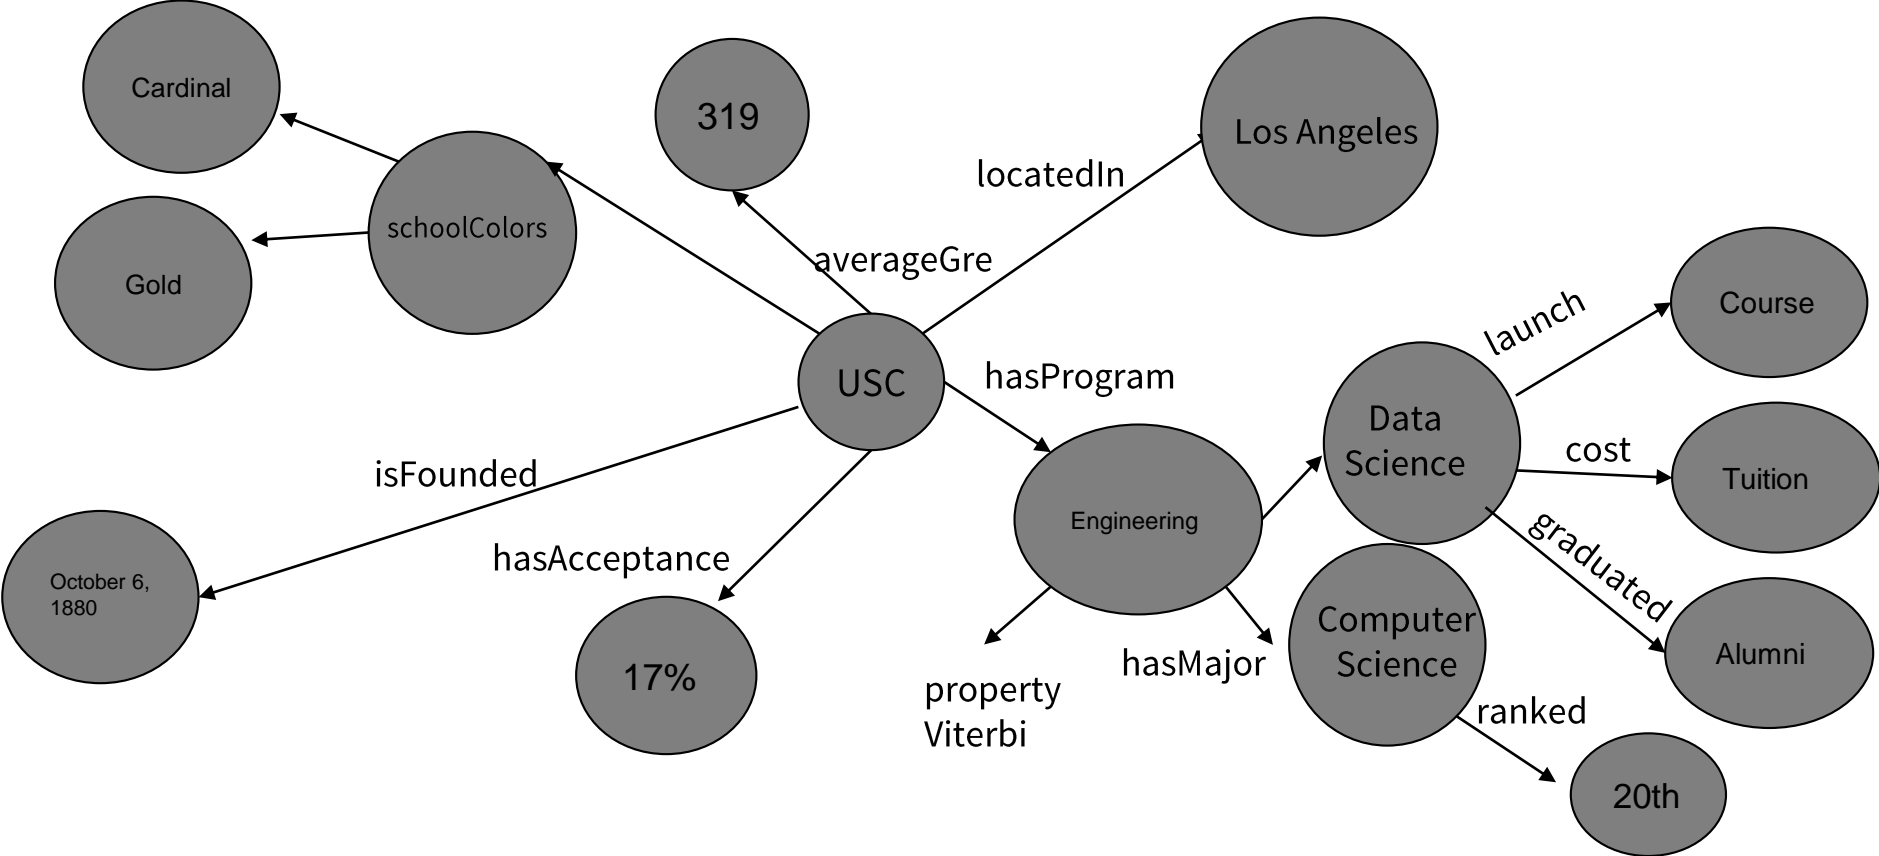 Cardinal
319
Los Angeles
locatedIn
schoolColors
averageGre
Gold
launch
Course
USC
hasProgram
Data
Science
cost
Tuition
isFounded
Engineering
graduated
hasAcceptance
October 6,
1880
Computer
Science
Alumni
hasMajor
17%
property
Viterbi
ranked
20th